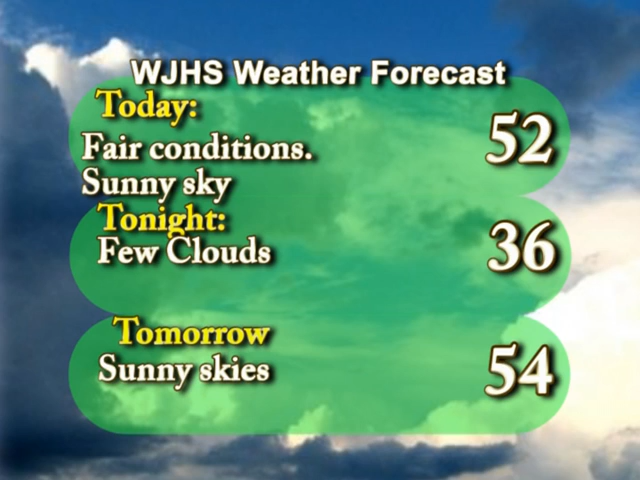 WJHS Weather Forecast
Today:
Fair conditions.
52
Sunny sky
Tonight:
Few Clouds
36
Tomorrow
Sunny skies
54